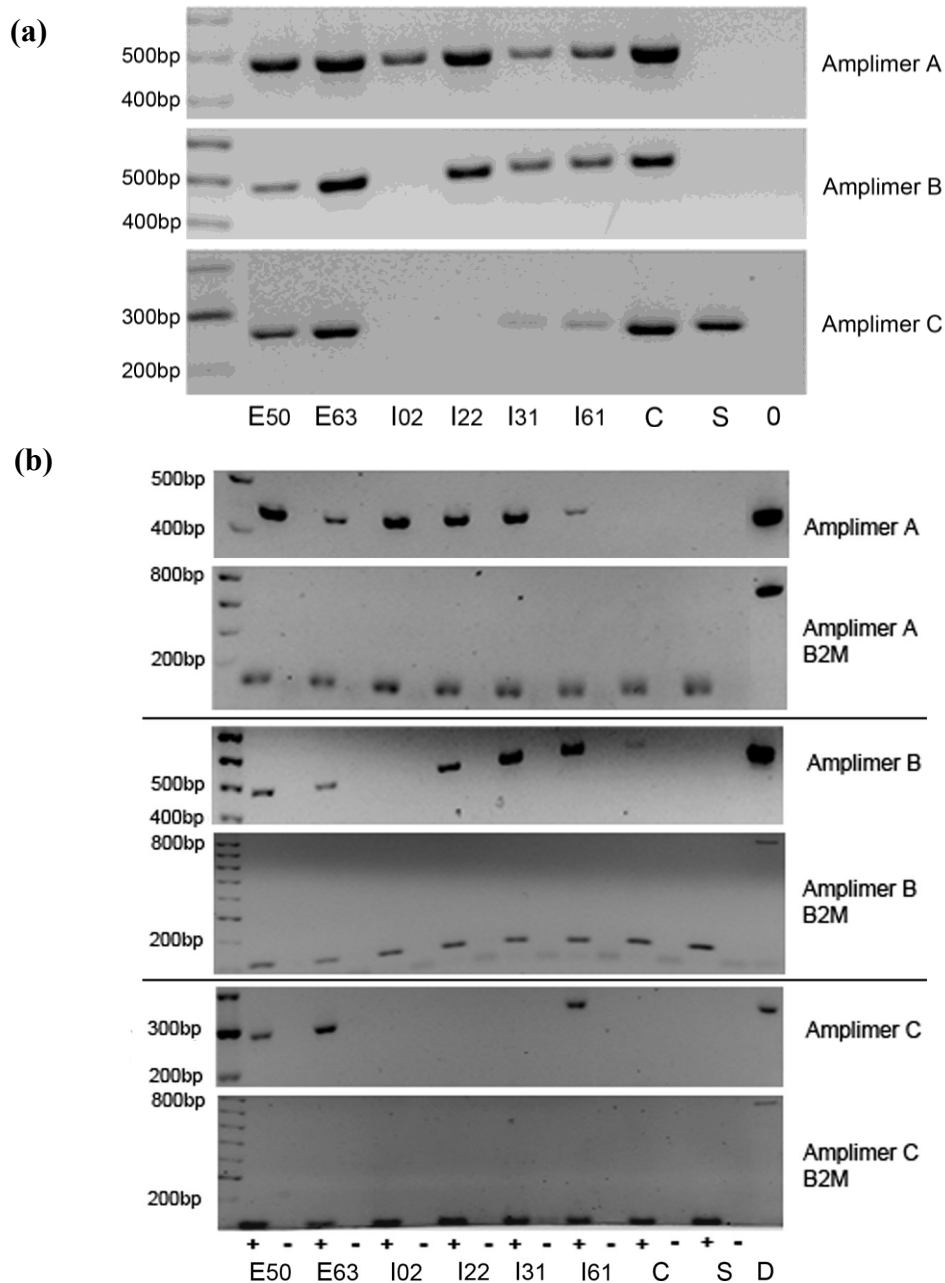 (a)
500bp
400bp
Amplimer A
500bp
400bp
Amplimer B
300bp
200bp
Amplimer C
E50 E63 I02 I22 I31 I61 C S 0
(b)
500bp
400bp
Amplimer A
800bp
200bp
Amplimer A
B2M
500bp
400bp
Amplimer B
800bp
200bp
Amplimer B
B2M
300bp
200bp
Amplimer C
800bp
200bp
Amplimer C
B2M
+ - + - + - + - + - + - + - + -
E50 E63 I02 I22 I31 I61 C S D